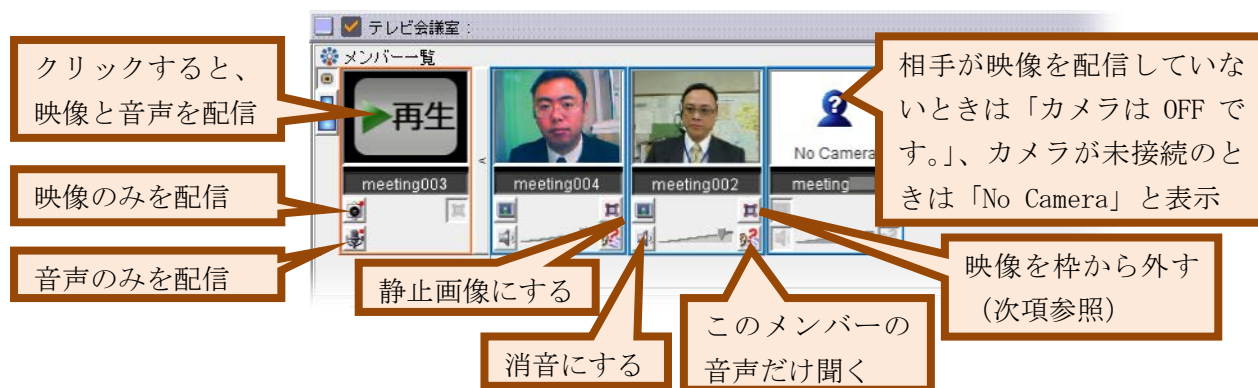 テレビ会議室：
メンバー一覧
クリックすると、
映像と音声を配信
再生
No Camera
相手が映像を配信していな
いときは「カメラは OFF で
す。」、カメラが未接続のと
きは「No Camera」と表示
meeting003
meeting004
meeting002
meeting
映像のみを配信
音声のみを配信
静止画像にする
消音にする
このメンバーの
音声だけ聞く
映像を枠から外す
（次項参照）